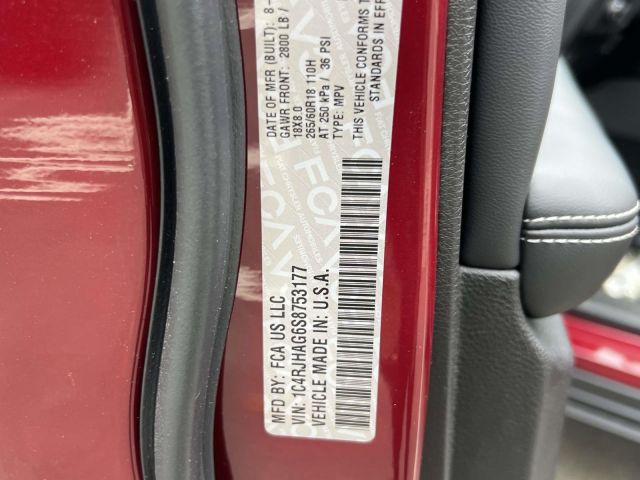 MFD BY: FCA US LLC
DATE OF MFR (BUILT): 8-
GAWR FRONT: 2800 LB /
18X8.0
265/60R18 110H
AT 250 kPa / 36 PSI
TYPE: MPV
THIS VEHICLE CONFORMS T
STANDARDS IN EFF
VIN: 1C4RJHAG6S8753177
VEHICLE MADE IN: U.S.A.
FCA